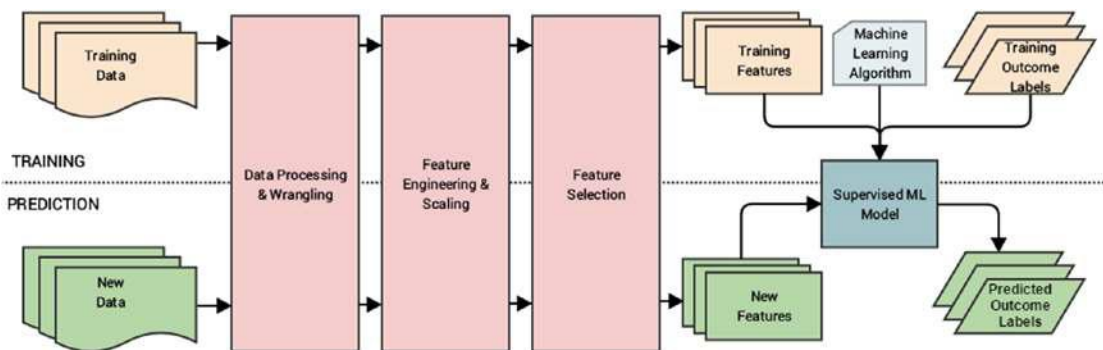 Training
Data
Data Processing
& Wrangling
Feature
Engineering &
Scaling
Feature
Selection
Training
Features
Machine
Learning
Algorithm
Training
Outcome
Labels
TRAINING
PREDICTION
Supervised ML
Model
New
Data
New
Features
Predicted
Outcome
Labels